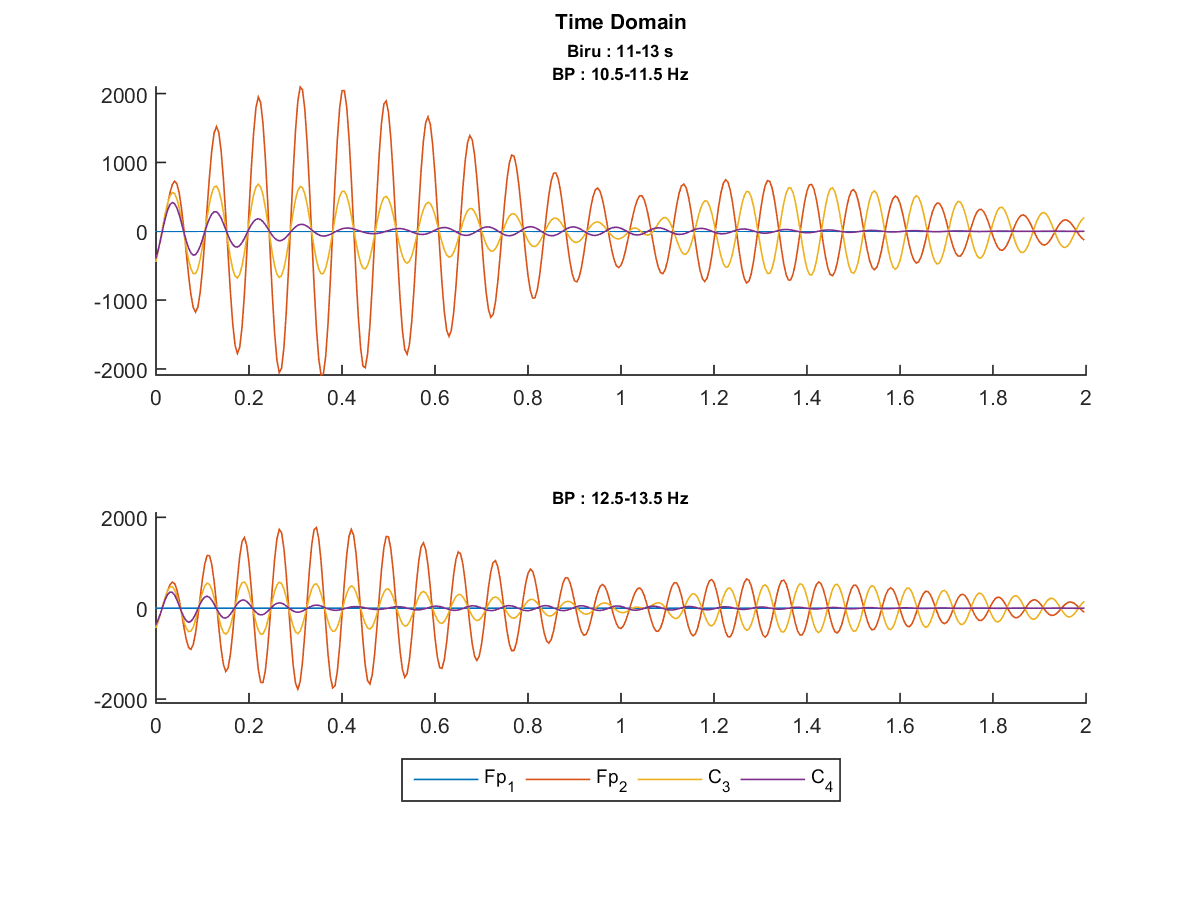 Time Domain
Biru : 11-13 s
BP : 10.5-11.5 Hz
2000
1000
0
-1000
-2000
0 0.2 0.4 0.6 0.8 1 1.2 1.4 1.6 1.8 2
BP : 12.5-13.5 Hz
2000
0
-2000
0 0.2 0.4 0.6 0.8 1 1.2 1.4 1.6 1.8 2
Fp1 Fp2 C3 C4